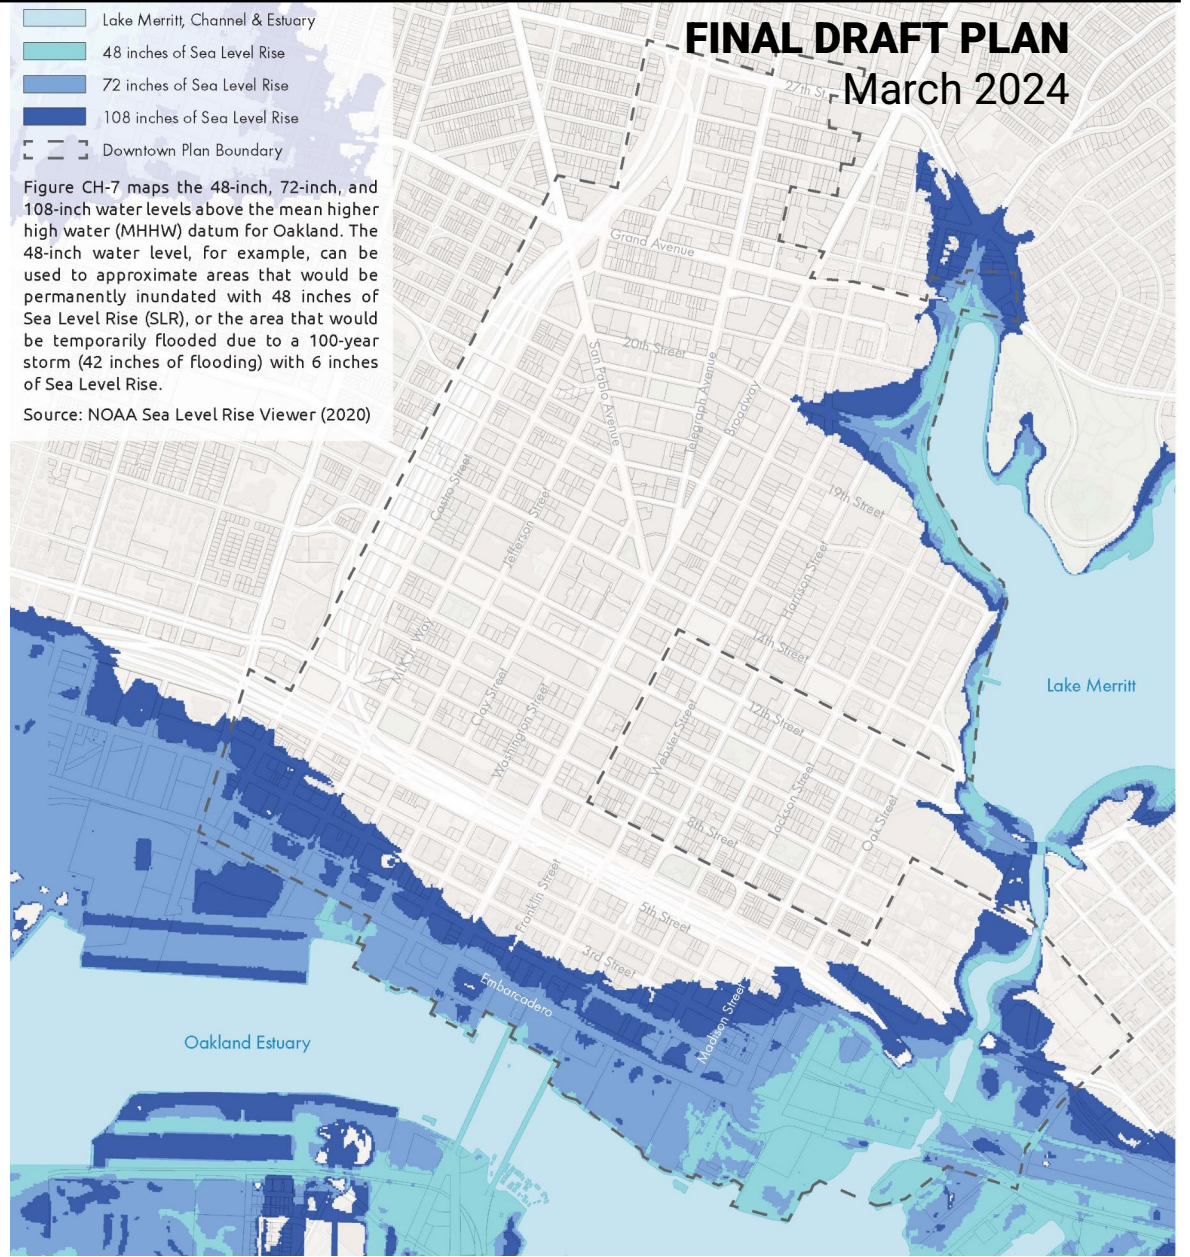 Lake Merritt, Channel & Estuary
48 inches of Sea Level Rise
72 inches of Sea Level Rise
108 inches of Sea Level Rise
Downtown Plan Boundary
Figure CH-7 maps the 48-inch, 72-inch, and
108-inch water levels above the mean higher
high water (MHHW) datum for Oakland. The
48-inch water level, for example, can be
used to approximate areas that would be
permanently inundated with 48 inches of
Sea Level Rise (SLR), or the area that would
be temporarily flooded due to a 100-year
storm (42 inches of flooding) with 6 inches
of Sea Level Rise.
Source: NOAA Sea Level Rise Viewer (2020)
FINAL DRAFT PLAN
March 2024
27th St
Grand Avenue
20th Street
San Pablo Avenue
Telegraph Avenue
Broadway
Castro Street
Jefferson Street
19th Street
Harrison Street
14th Street
MLK Jr. Way
Clay Street
Washington Street
Webster Street
12th Street
Lake Merritt
Jackson Street
8th Street
Oak Street
Franklin Street
5th Street
3rd Street
Embarcadero
Madison Street
Oakland Estuary